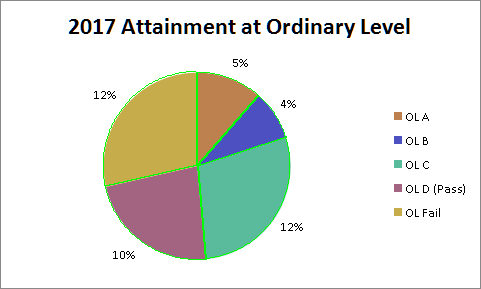 2017 Attainment at Ordinary Level
5%
4%
12%
10%
12%
OL A
OL B
OL C
OL D (Pass)
OL Fail